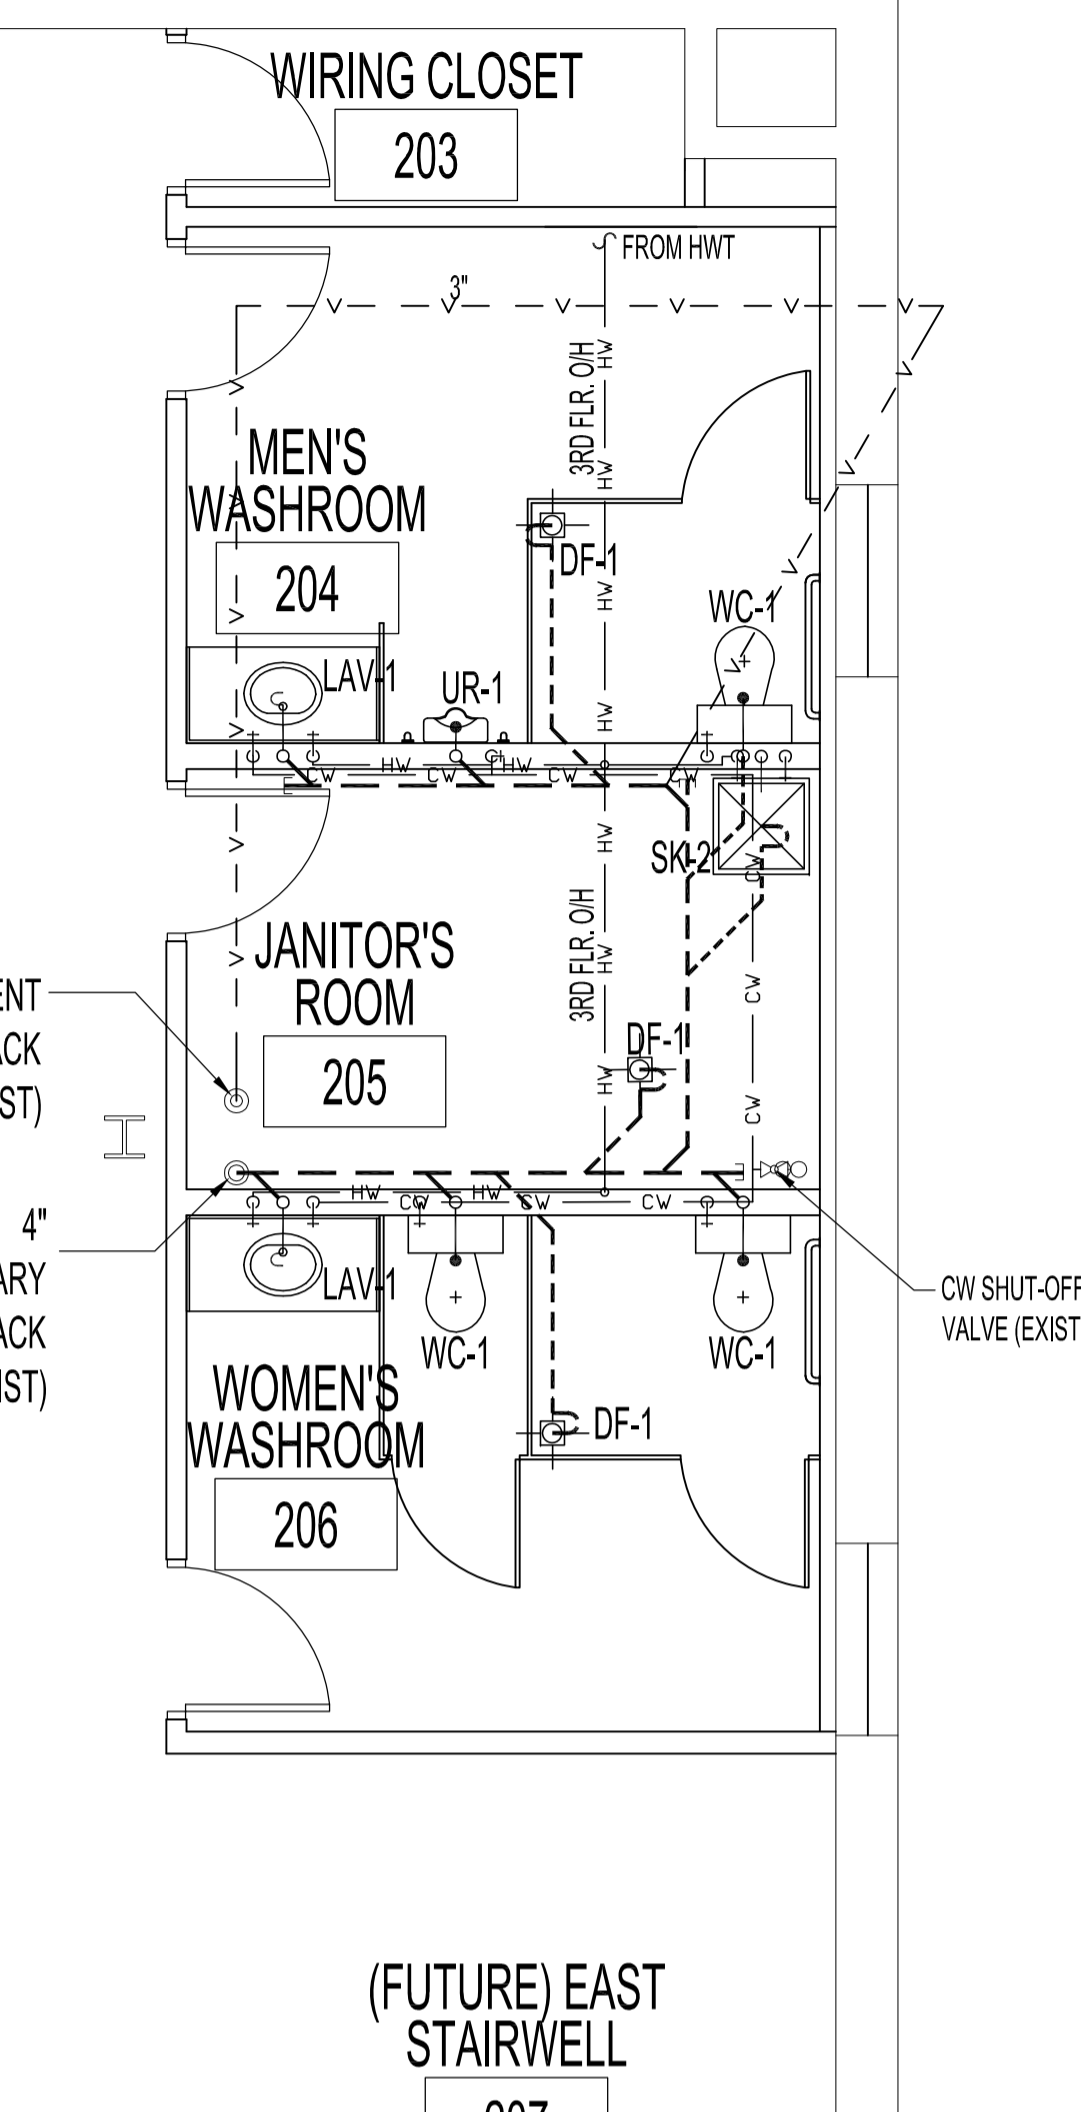 WIRING CLOSET
203
FROM HWT
3"
V V V V V V
3RD FLR. O/H
HW
HW
HW
HW
MEN'S
WASHROOM
204
DF-1
WC-1
LAV-1
UR-1
HW HW
CW CW CW CW
SK-2
HW
CW
JANITOR'S
ROOM
205
3RD FLR. O/H
HW
HW
CW
CW
DF-1
ENT
ACK
ST)
4"
ARY
ACK
IST)
HW HW
CW CW CW
CW SHUT-OFF
VALVE (EXIST
LAV-1
WC-1
WC-1
WOMEN'S
WASHROOM
DF-1
206
(FUTURE) EAST
STAIRWELL